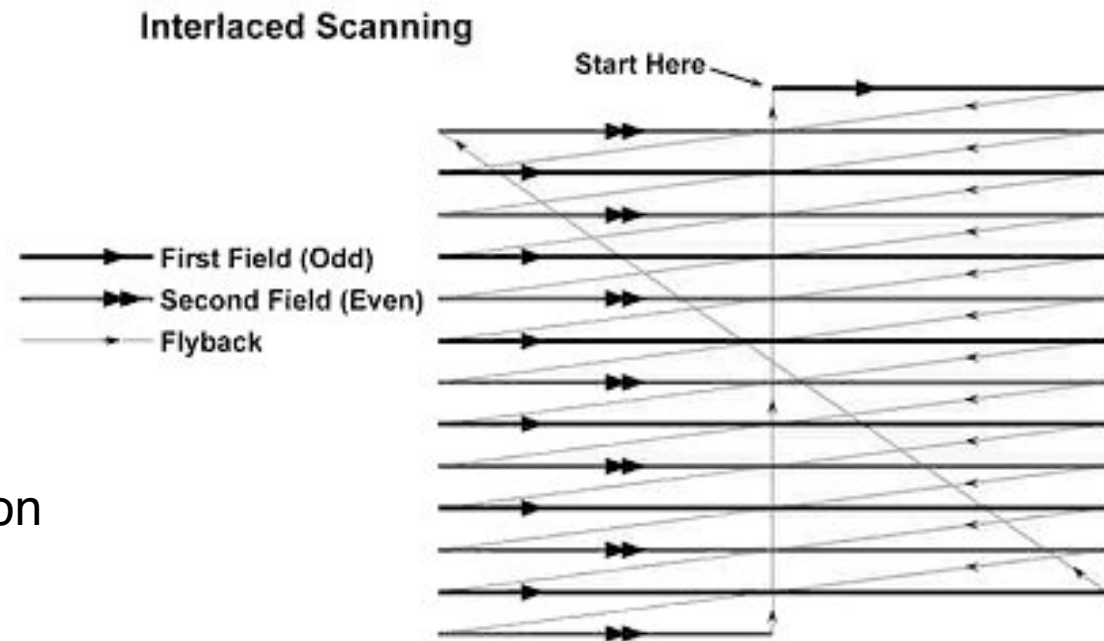 Interlaced Scanning
Start Here
First Field (Odd)
Second Field (Even)
Flyback
on